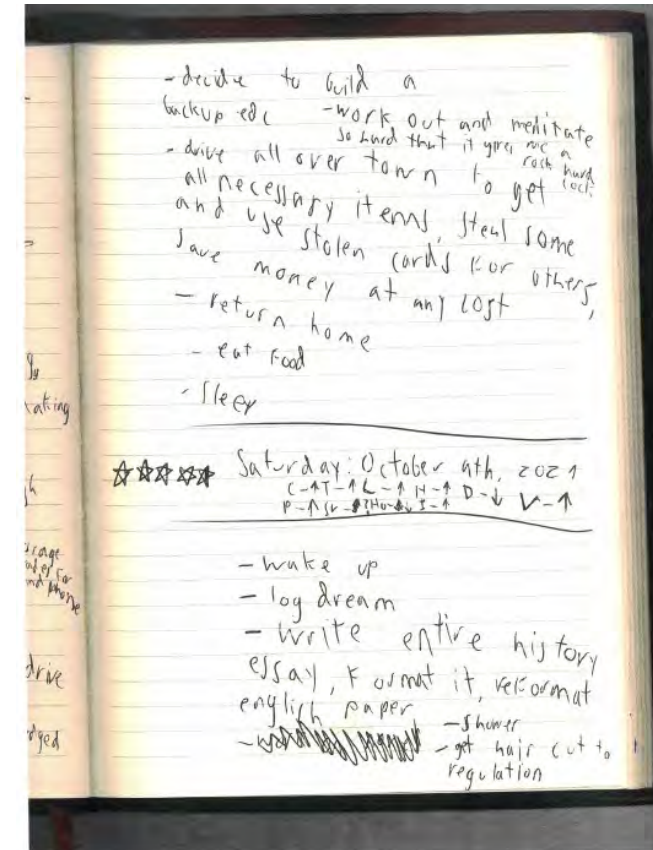 - decide to build a
backup edc
- work out and meditate
so hard that it gives me a
rock hard
cock
- drive all over town to get
all necessary items, steal some
and use stolen cards for others,
save money at any cost
- return home
- eat food
- sleep
Saturday: October 9th, 2021
C-↑ T-↑ L-↑ H-↑ D-↓ V-↑
P-↑
I-↑
- wake up
- log dream
- write entire history
essay, format it, reformat
english paper
- shower
- get hair cut to
regulation
taking
drive